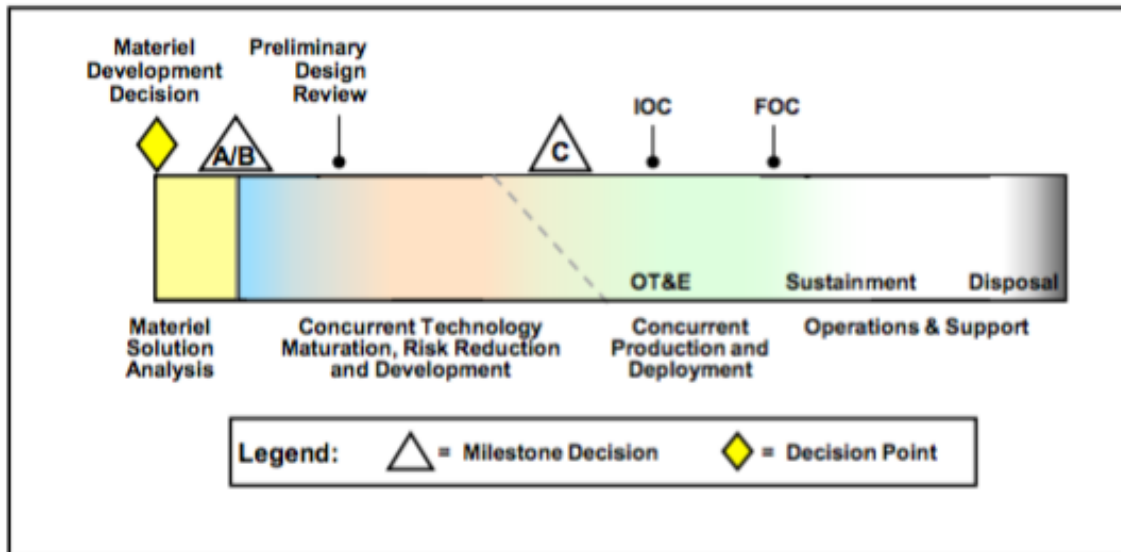 Materiel
Development
Decision
Preliminary
Design
Review
IOC
FOC
A/B
C
OT&E
Sustainment
Disposal
Materiel
Solution
Analysis
Concurrent Technology
Maturation, Risk Reduction
and Development
Concurrent
Production and
Deployment
Operations & Support
Legend:
= Milestone Decision
= Decision Point